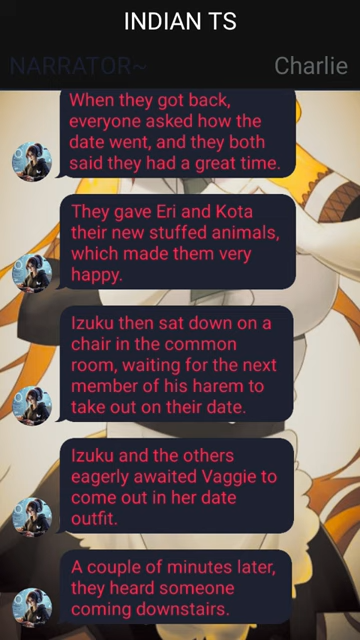 INDIAN TS
NARRATOR~
Charlie
When they got back,
everyone asked how the
date went, and they both
said they had a great time.
They gave Eri and Kota
their new stuffed animals,
which made them very
happy.
Izuku then sat down on a
chair in the common
room, waiting for the next
member of his harem to
take out on their date.
Izuku and the others
eagerly awaited Vaggie to
come out in her date
outfit.
A couple of minutes later,
they heard someone
coming downstairs.